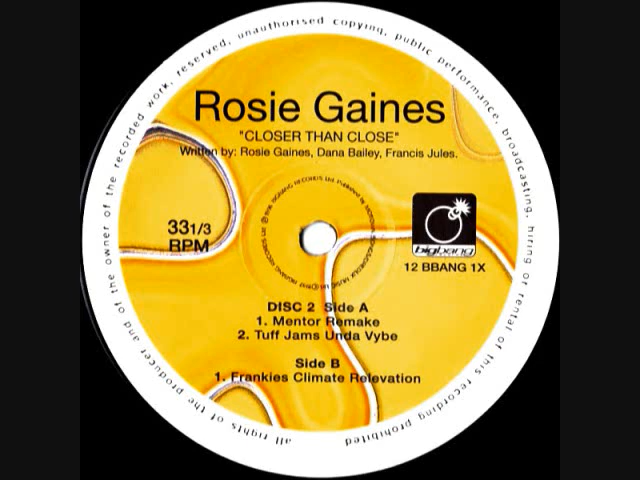 all rights of the producer and of the owner of the recorded work, reserved, unauthorised copying, public performance, broadcasting, hiring or rental of this recording prohibited
Rosie Gaines
"CLOSER THAN CLOSE"
Written by: Rosie Gaines, Dana Bailey, Francis Jules.
33 1/3
RPM
bigbang
12 BBANG 1X
DISC 2 Side A
1. Mentor Remake
2. Tuff Jams Unda Vybe
Side B
1. Frankies Climate Relevation